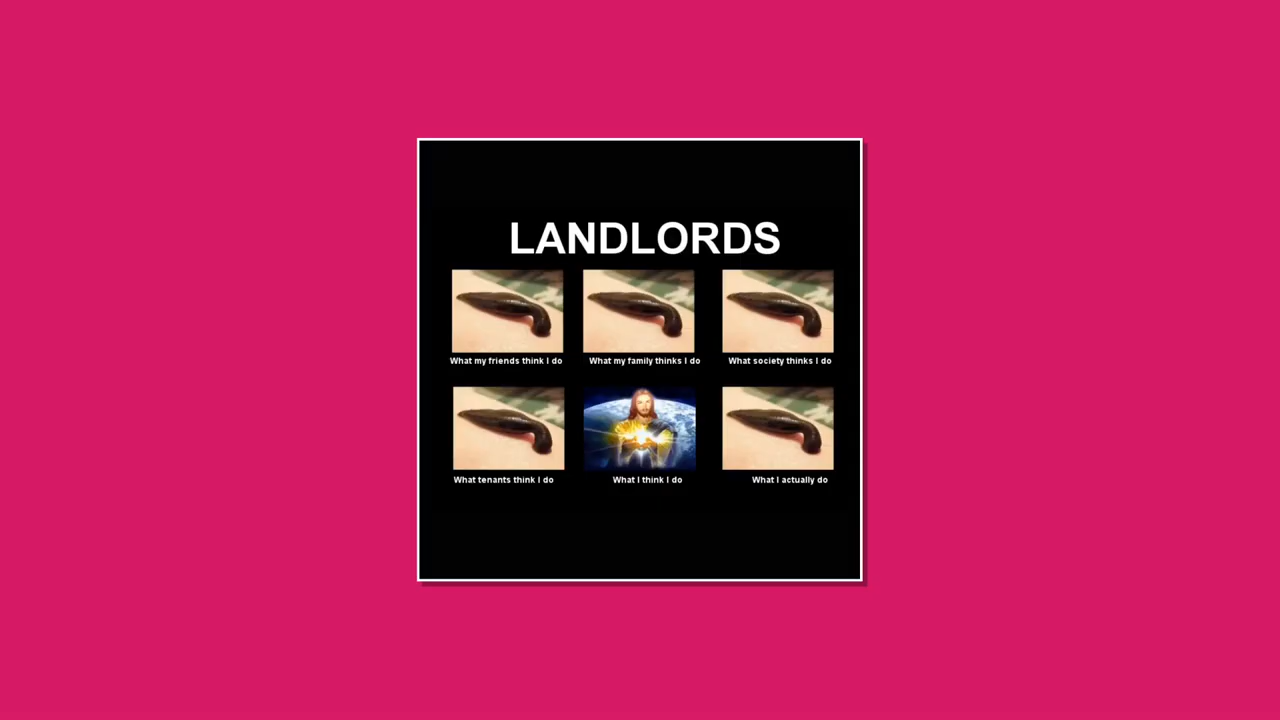 LANDLORDS
What my friends think I do
What my family thinks I do
What society thinks I do
What tenants think I do
What I think I do
What I actually do